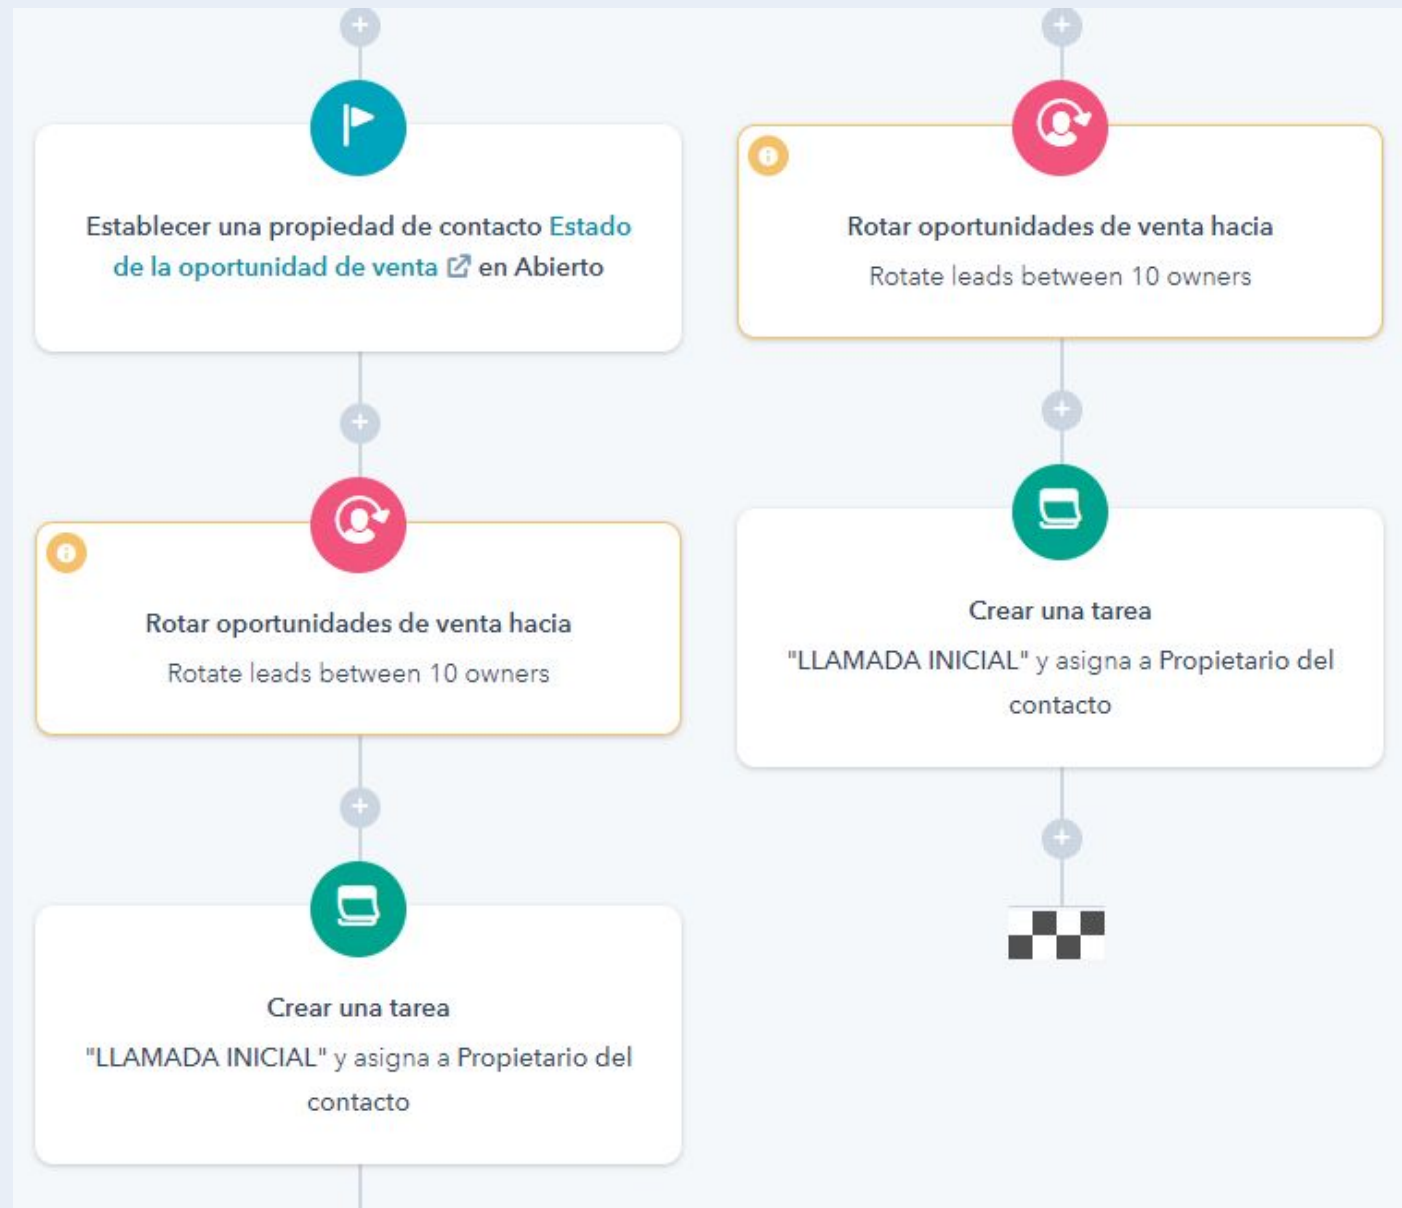 Establecer una propiedad de contacto Estado
de la oportunidad de venta en Abierto
Rotar oportunidades de venta hacia
Rotate leads between 10 owners
Crear una tarea
"LLAMADA INICIAL" y asigna a Propietario del
contacto
Rotar oportunidades de venta hacia
Rotate leads between 10 owners
Crear una tarea
"LLAMADA INICIAL" y asigna a Propietario del
contacto